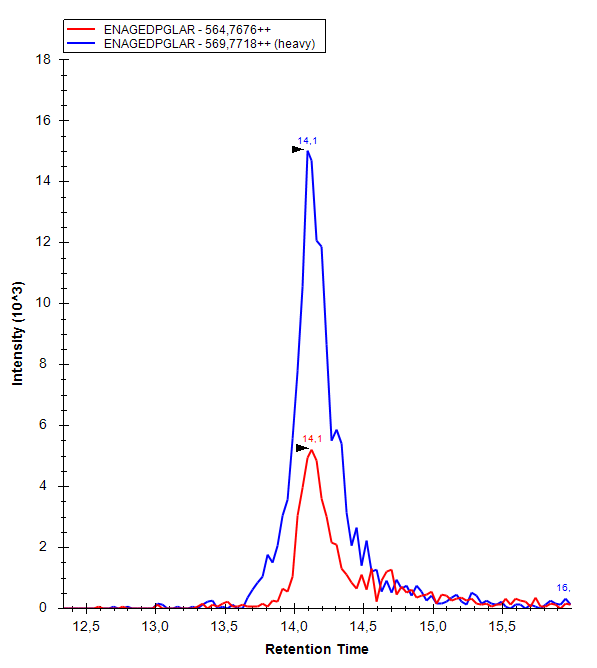 ENAGEDPGLAR - 564,7676++
ENAGEDPGLAR - 569,7718++ (heavy)
18
16
14
12
10
8
6
4
2
0
Intensity (10^3)
14,1
14,1
16,
12,5 13,0 13,5 14,0 14,5 15,0 15,5
Retention Time